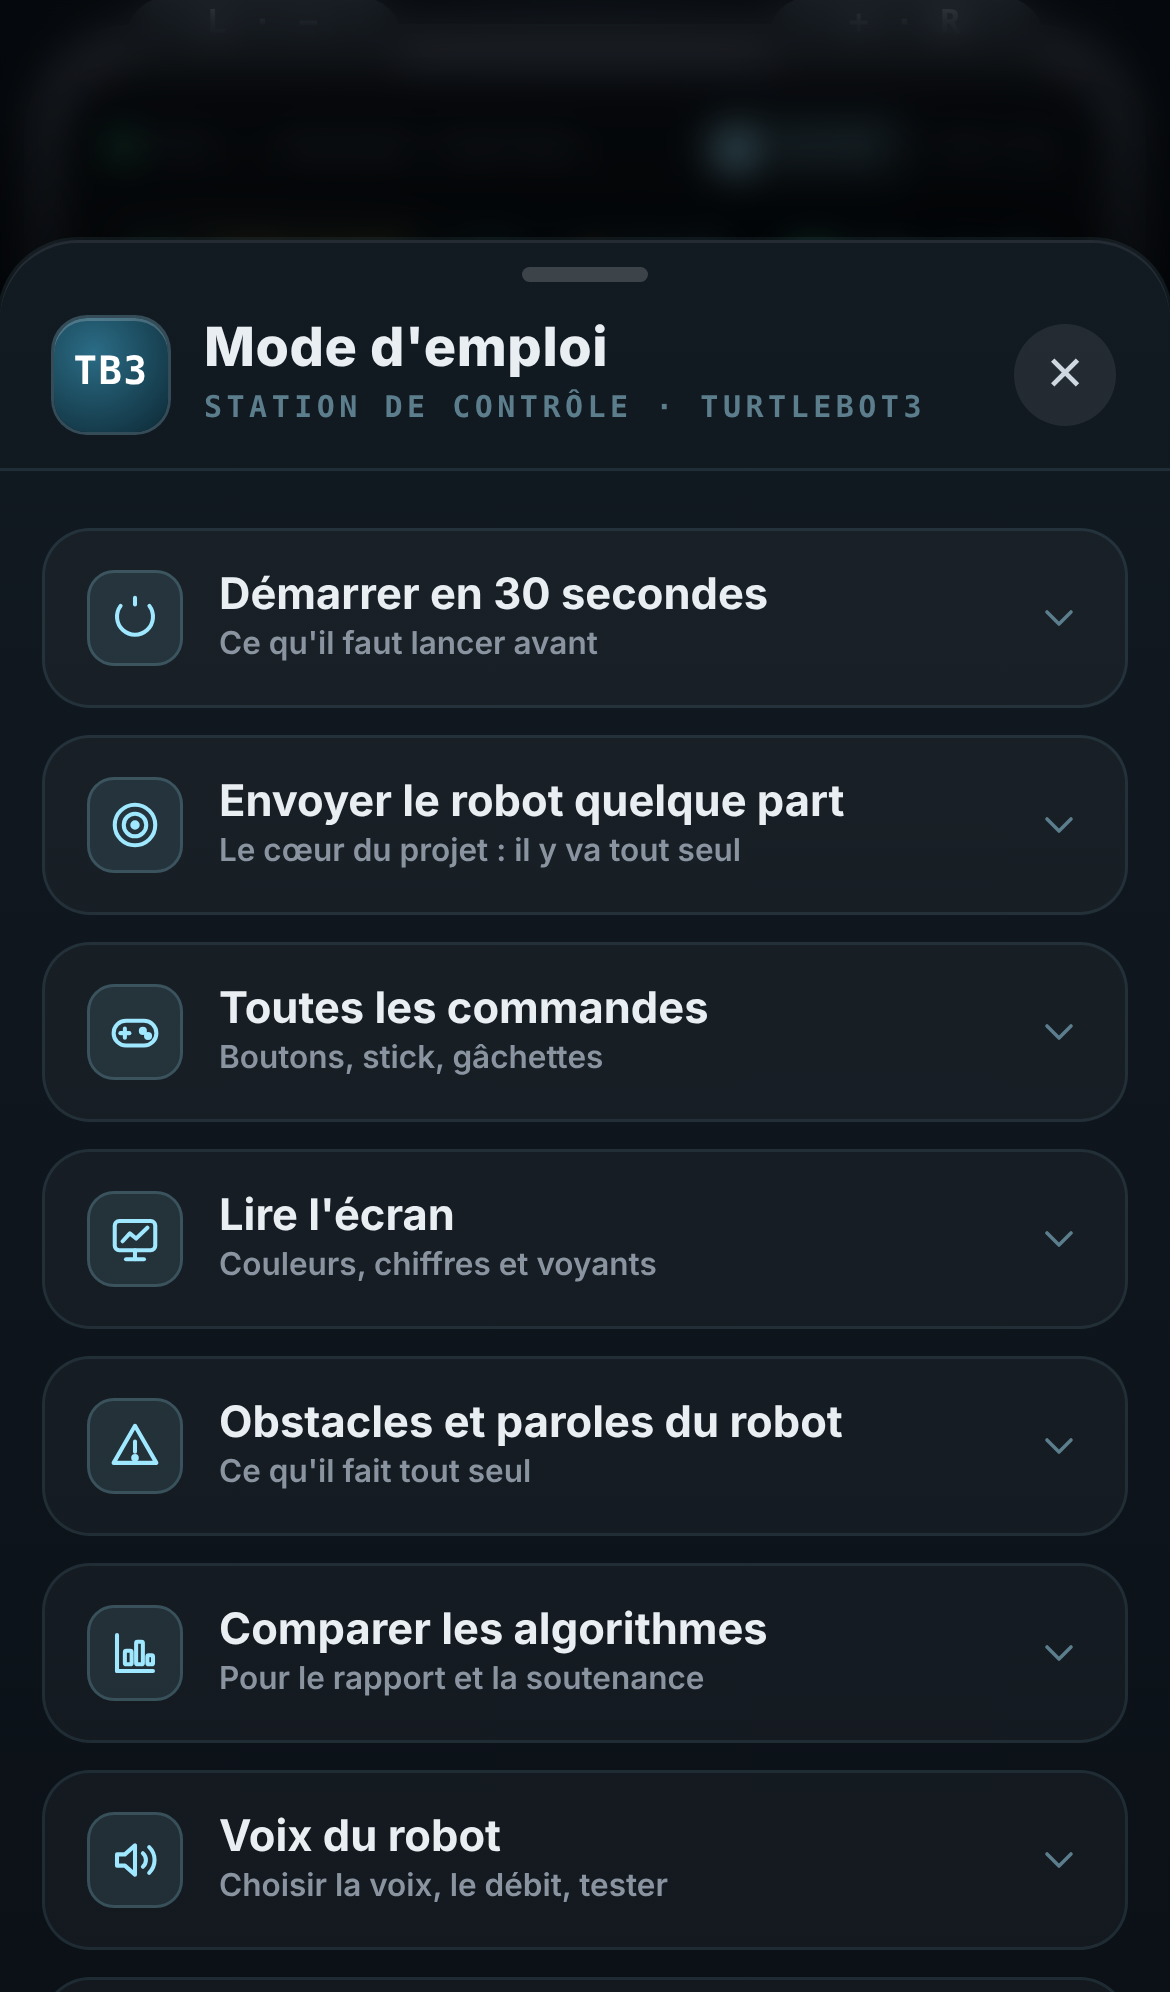 L · –
+ · R
TB3
Mode d'emploi
STATION DE CONTRÔLE · TURTLEBOT3
Démarrer en 30 secondes
Ce qu'il faut lancer avant
Envoyer le robot quelque part
Le cœur du projet : il y va tout seul
Toutes les commandes
Boutons, stick, gâchettes
Lire l'écran
Couleurs, chiffres et voyants
Obstacles et paroles du robot
Ce qu'il fait tout seul
Comparer les algorithmes
Pour le rapport et la soutenance
Voix du robot
Choisir la voix, le débit, tester